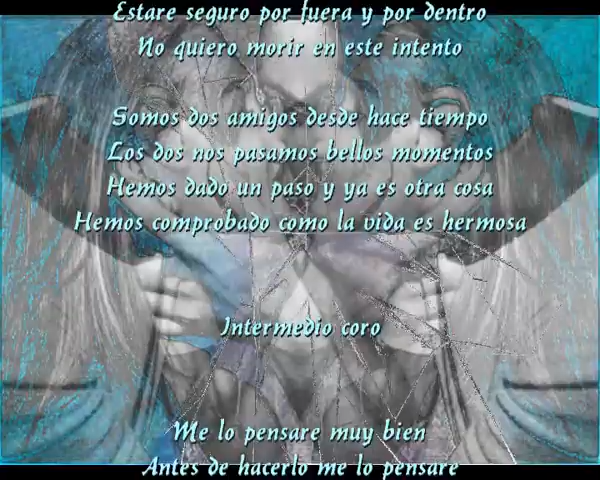 Estare seguro por fuera y por dentro
No quiero morir en este intento
Somos dos amigos desde hace tiempo
Los dos nos pasamos bellos momentos
Hemos dado un paso y ya es otra cosa
Hemos comprobado como la vida es hermosa
Intermedio coro
Me lo pensare muy bien
Antes de hacerlo me lo pensare